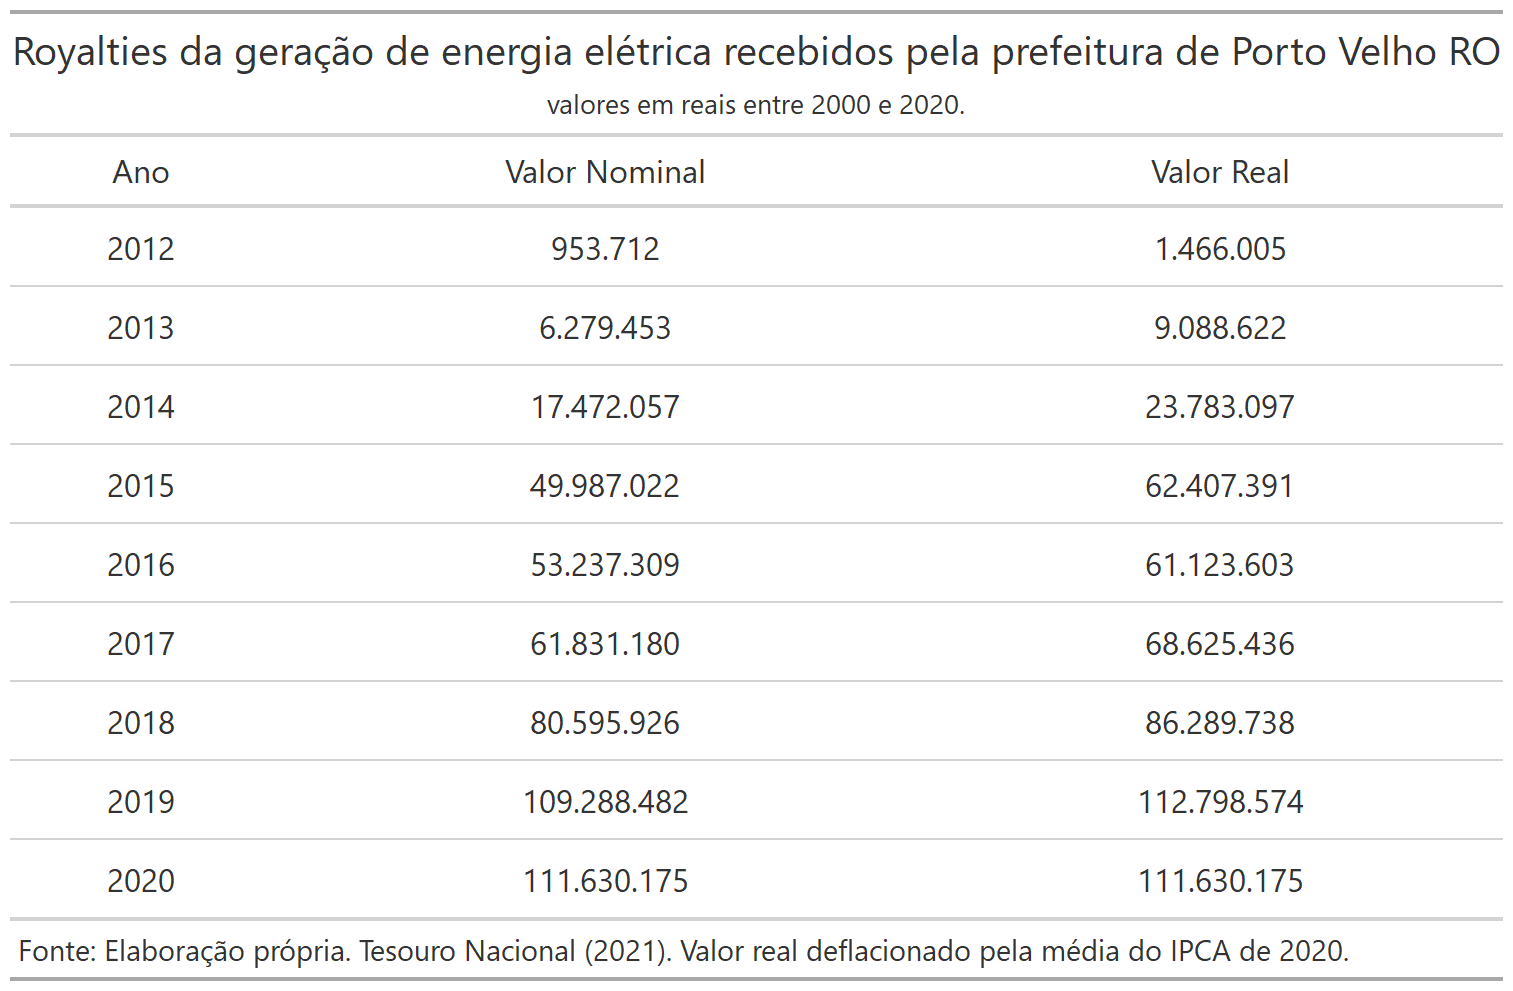 Royalties da geração de energia elétrica recebidos pela prefeitura de Porto Velho RO
valores em reais entre 2000 e 2020.
Ano Valor Nominal Valor Real
2012 953.712 1.466.005
2013 6.279.453 9.088.622
2014 17.472.057 23.783.097
2015 49.987.022 62.407.391
2016 53.237.309 61.123.603
2017 61.831.180 68.625.436
2018 80.595.926 86.289.738
2019 109.288.482 112.798.574
2020 111.630.175 111.630.175
Fonte: Elaboração própria. Tesouro Nacional (2021). Valor real deflacionado pela média do IPCA de 2020.